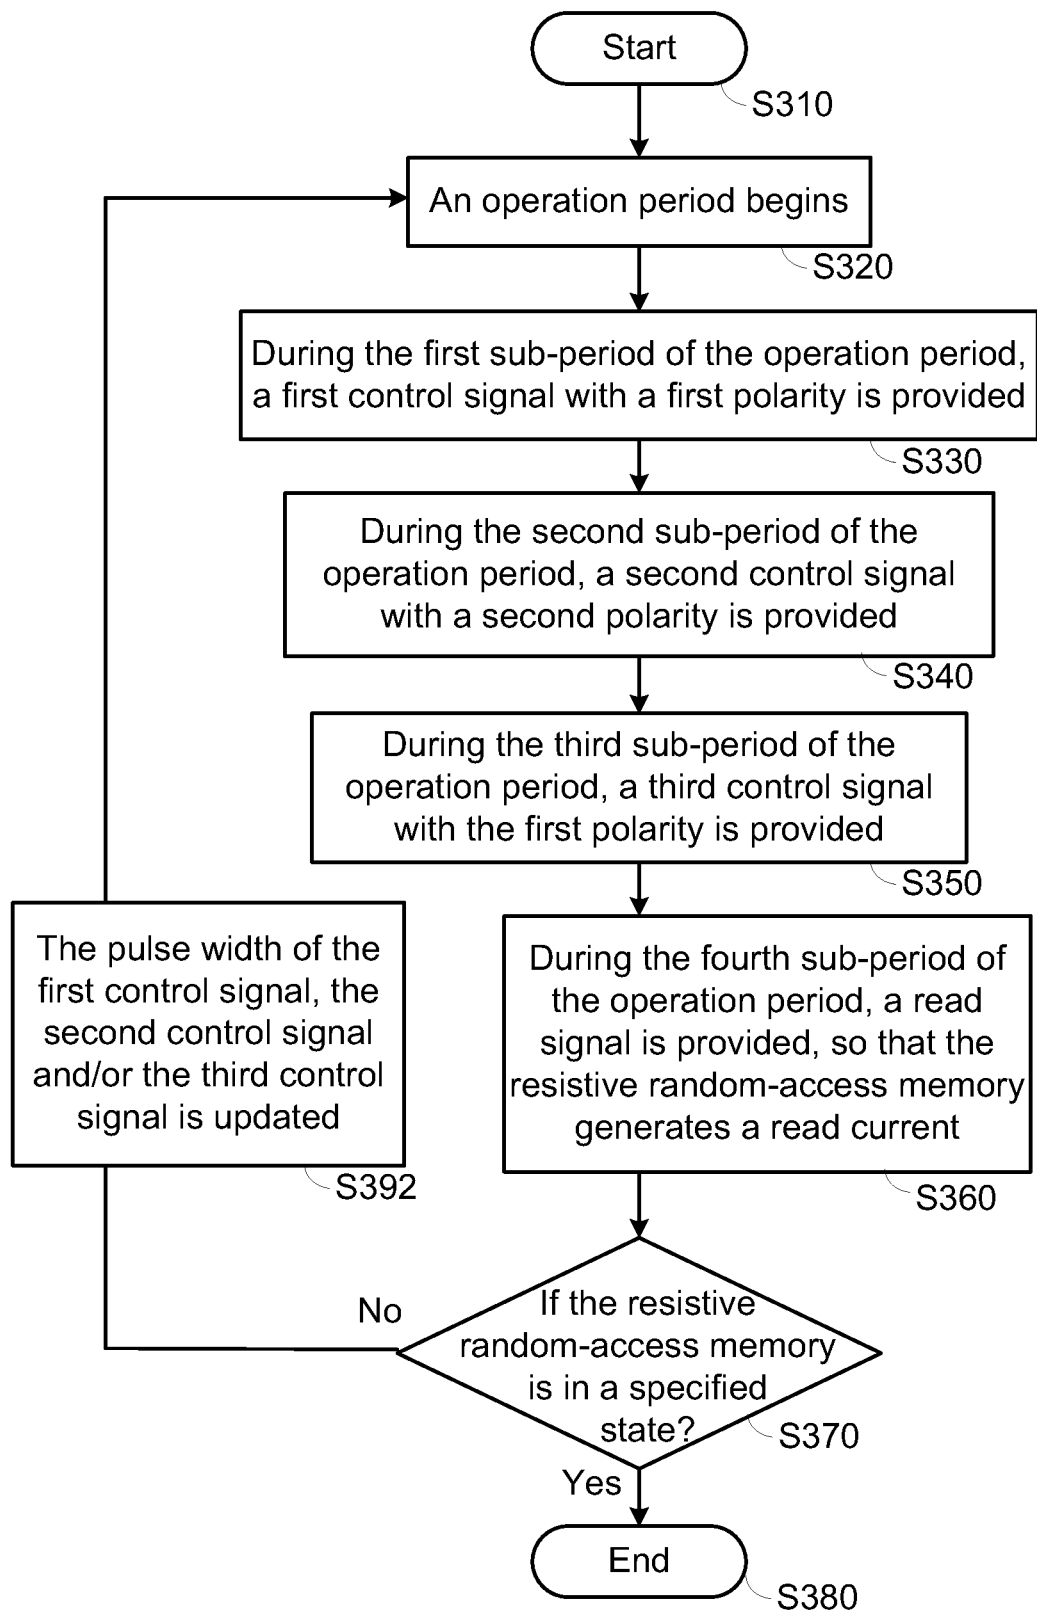 Start
S310
An operation period begins
S320
During the first sub-period of the operation period,
a first control signal with a first polarity is provided
S330
During the second sub-period of the
operation period, a second control signal
with a second polarity is provided
S340
During the third sub-period of the
operation period, a third control signal
with the first polarity is provided
S350
During the fourth sub-period of
the operation period, a read
signal is provided, so that the
resistive random-access memory
generates a read current
S360
If the resistive
random-access memory
is in a specified
state?
S370
No
The pulse width of the
first control signal, the
second control signal
and/or the third control
signal is updated
S392
Yes
End
S380